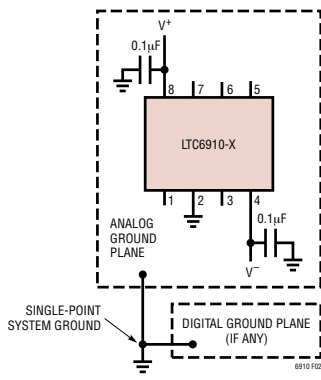 V+
0.1µF
8 7 6 5
LTC6910-X
1 2 3 4
0.1µF
V−
ANALOG
GROUND
PLANE
SINGLE-POINT
SYSTEM GROUND
DIGITAL GROUND PLANE
(IF ANY)
6910 F02